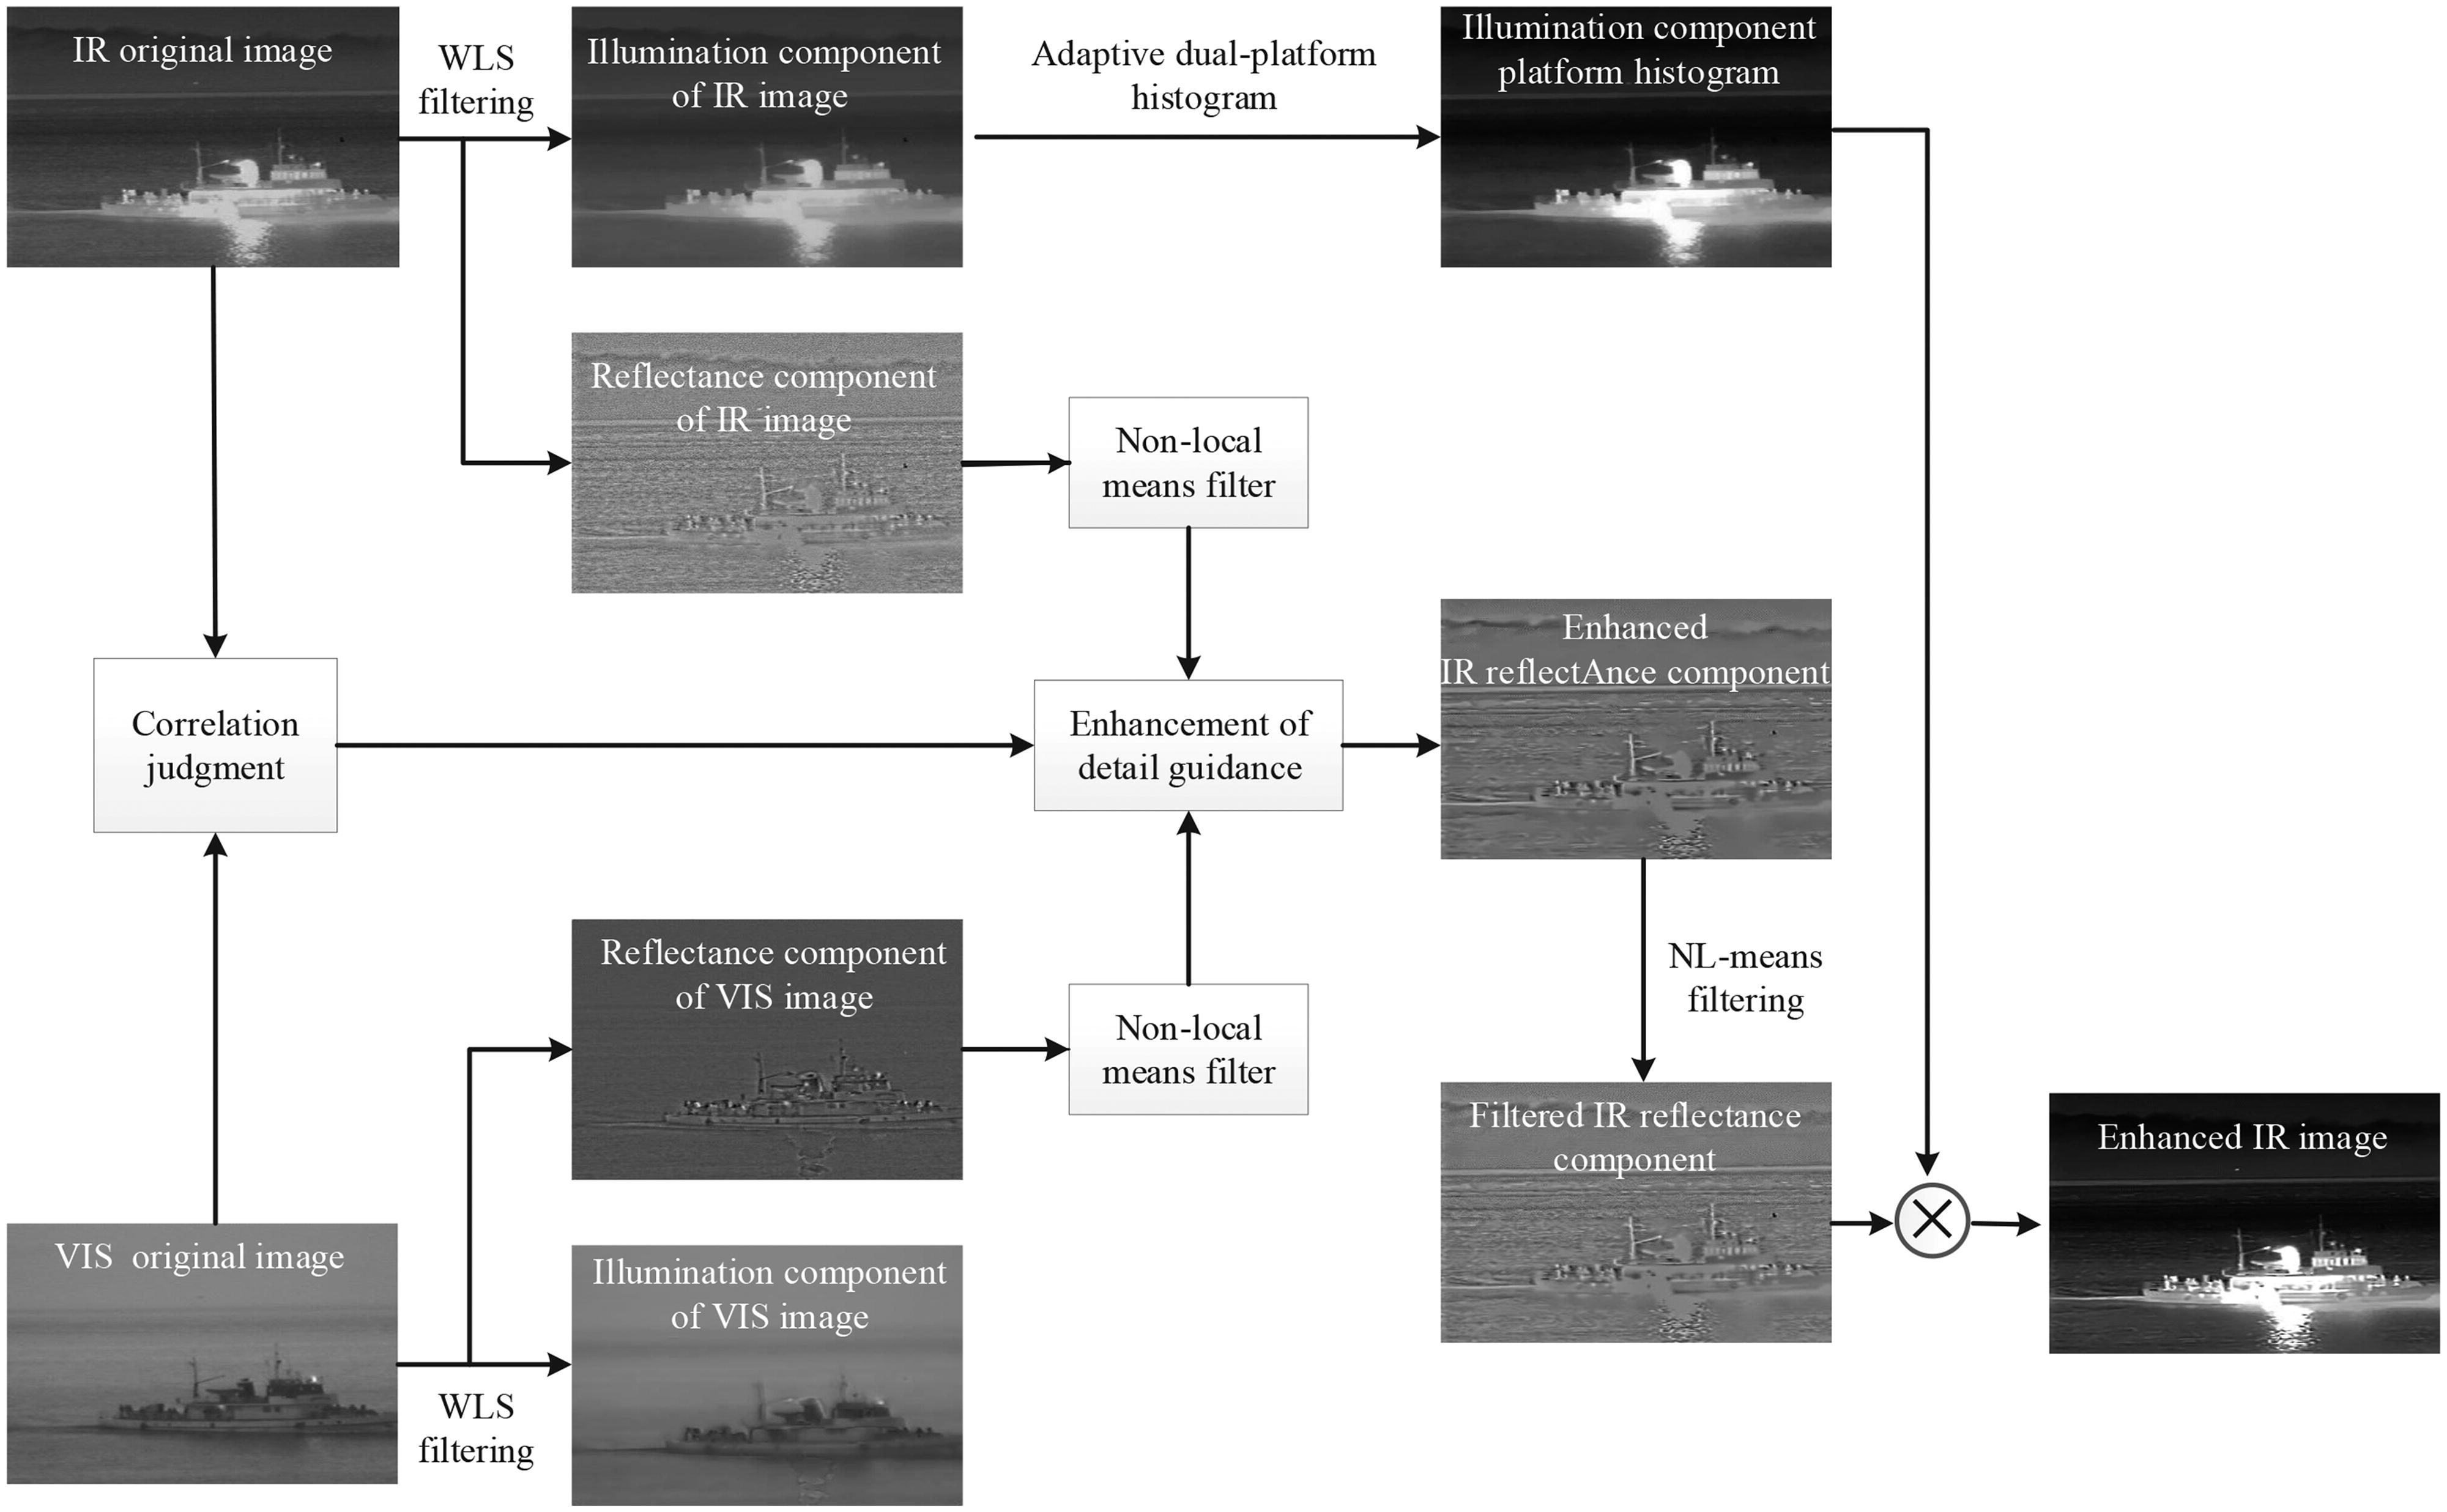 IR original image
WLS
filtering
Illumination component
of IR image
Adaptive dual-platform
histogram
Illumination component
platform histogram
Reflectance component
of IR image
Non-local
means filter
Correlation
judgment
Enhancement of
detail guidance
Enhanced
IR reflectAnce component
NL-means
filtering
Reflectance component
of VIS image
Non-local
means filter
Filtered IR reflectance
component
Enhanced IR image
VIS original image
WLS
filtering
Illumination component
of VIS image